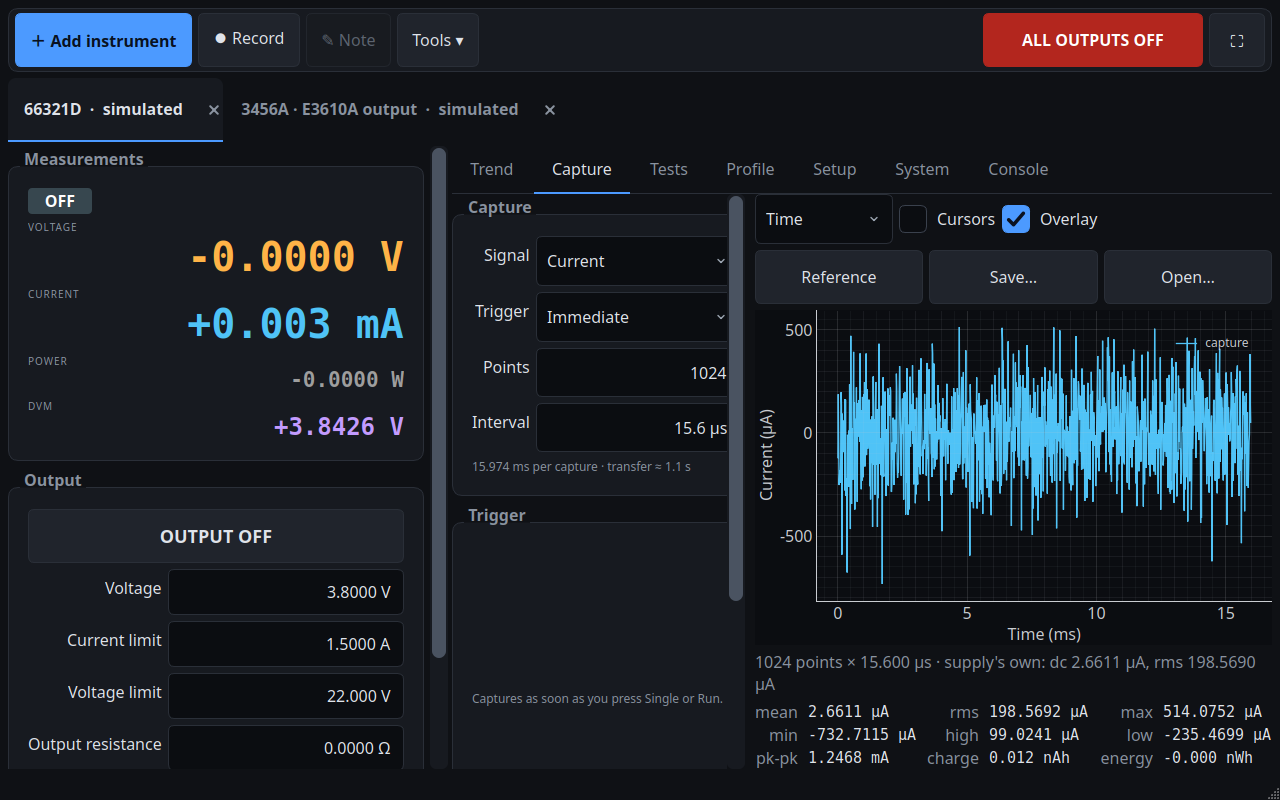 + Add instrument
● Record
✎ Note
Tools ▾
ALL OUTPUTS OFF
66321D · simulated ✕
3456A · E3610A output · simulated ✕
Measurements
OFF
VOLTAGE
-0.0000 V
CURRENT
+0.003 mA
POWER
-0.0000 W
DVM
+3.8426 V
Output
OUTPUT OFF
Voltage 3.8000 V
Current limit 1.5000 A
Voltage limit 22.000 V
Output resistance 0.0000 Ω
Trend Capture Tests Profile Setup System Console
Capture
Signal Current
Trigger Immediate
Points 1024
Interval 15.6 µs
15.974 ms per capture · transfer ≈ 1.1 s
Trigger
Captures as soon as you press Single or Run.
Time
Cursors
Overlay
Reference
Save...
Open...
capture
500
0
-500
Current (µA)
0 5 10 15
Time (ms)
1024 points × 15.600 µs · supply's own: dc 2.6611 µA, rms 198.5690
µA
mean 2.6611 µA rms 198.5692 µA max 514.0752 µA
min -732.7115 µA high 99.0241 µA low -235.4699 µA
pk-pk 1.2468 mA charge 0.012 nAh energy -0.000 nWh